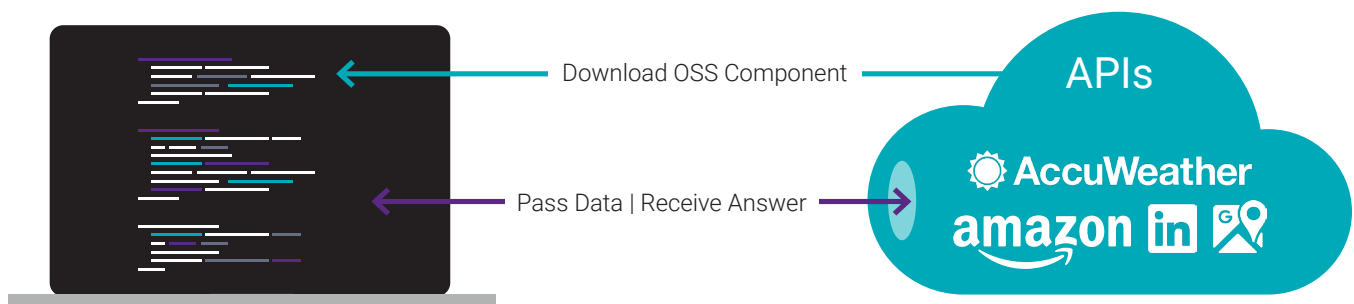 Download OSS Component
APIs
AccuWeather
Pass Data | Receive Answer
amazon in G